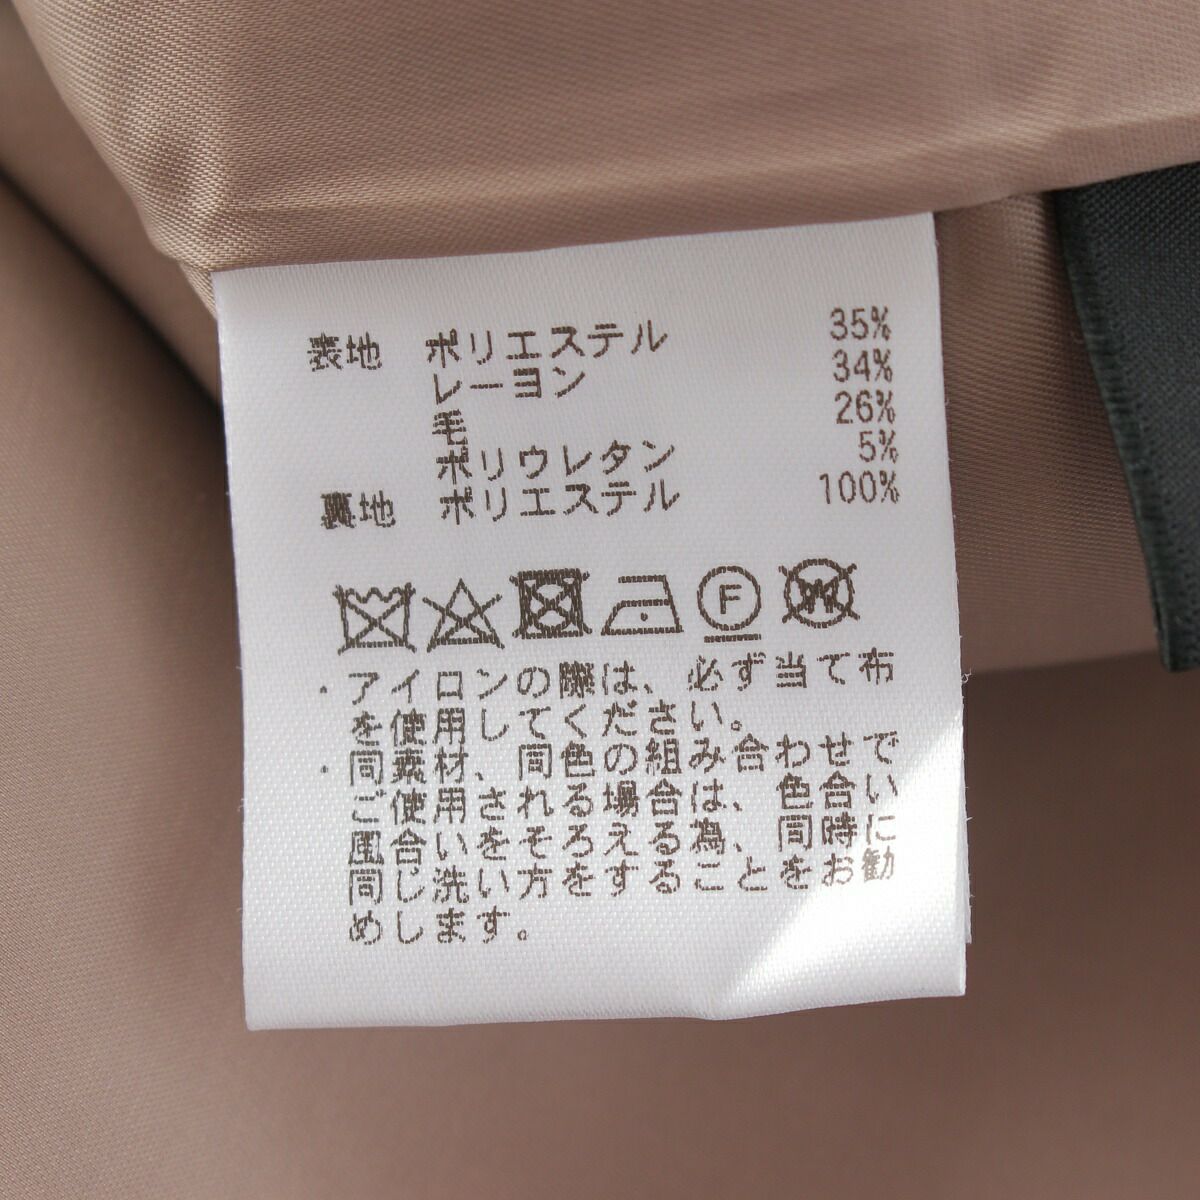 表地 ポリエステル 35%
レーヨン 34%
毛 26%
ポリウレタン 5%
裏地 ポリエステル 100%
F W
・アイロンの際は、必ず当て布
を使用してください。
・同素材、同色の組み合わせで
ご使用される場合は、色合い
風合いをそろえる為、同時に
同じ洗い方をすることをお勧
めします。